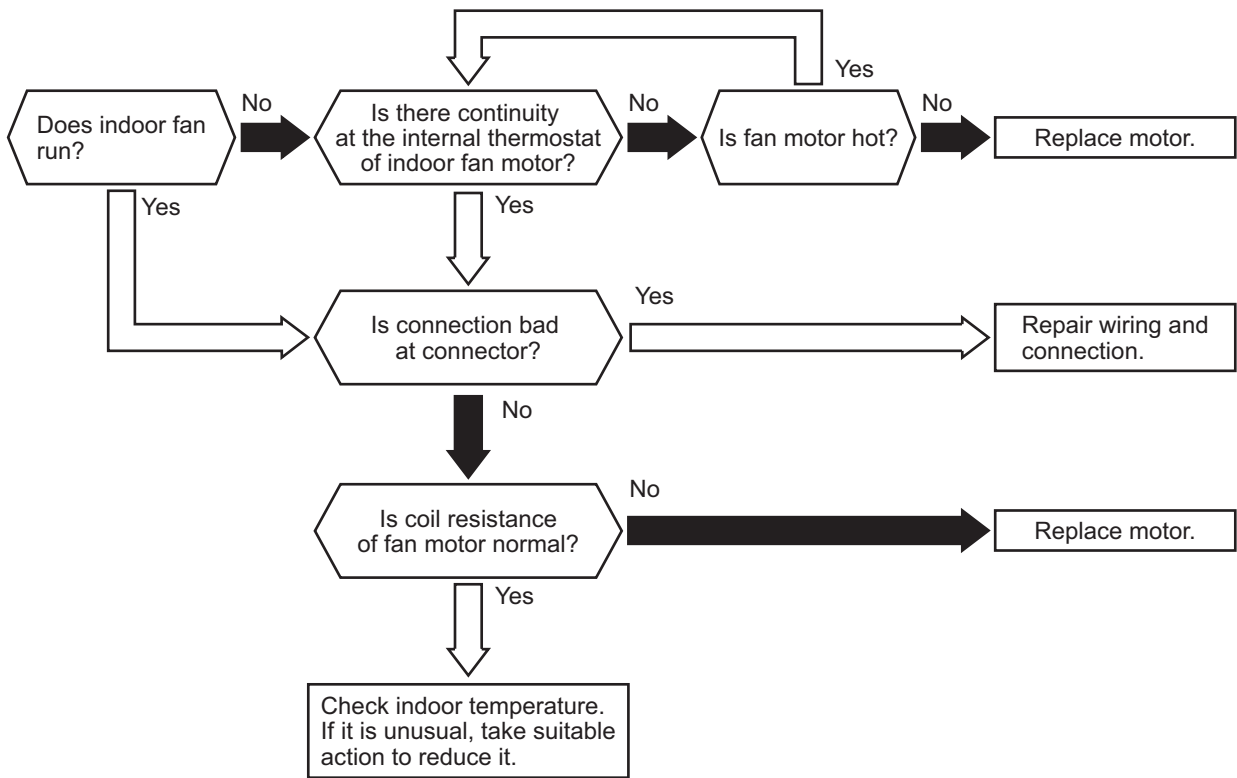 Yes
Does indoor fan
run?
No
Is there continuity
at the internal thermostat
of indoor fan motor?
No
Is fan motor hot?
No
Replace motor.
Yes
Yes
Is connection bad
at connector?
Yes
Repair wiring and
connection.
No
Is coil resistance
of fan motor normal?
No
Replace motor.
Yes
Check indoor temperature.
If it is unusual, take suitable
action to reduce it.